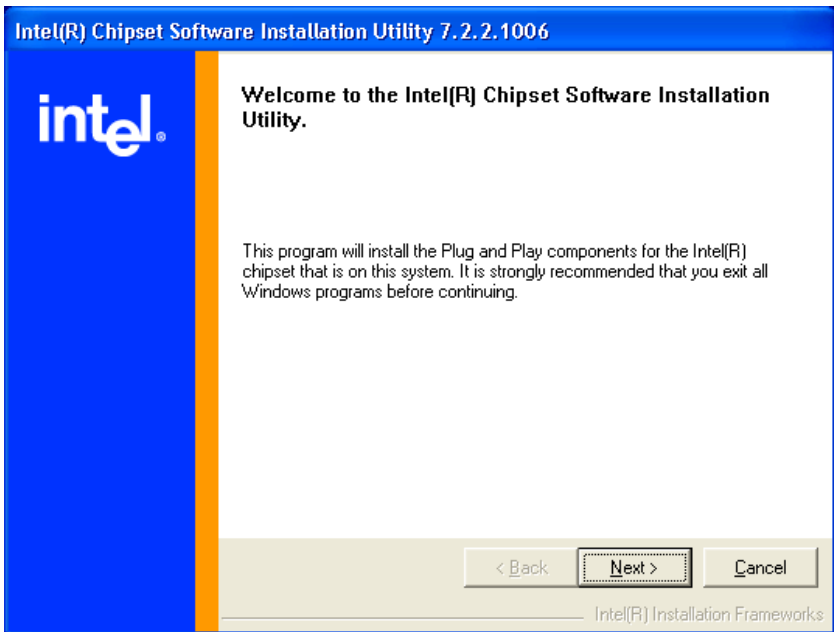 Intel(R) Chipset Software Installation Utility 7.2.2.1006
intel®
Welcome to the Intel(R) Chipset Software Installation
Utility.
This program will install the Plug and Play components for the Intel(R)
chipset that is on this system. It is strongly recommended that you exit all
Windows programs before continuing.
< Back
Next >
Cancel
Intel(R) Installation Frameworks